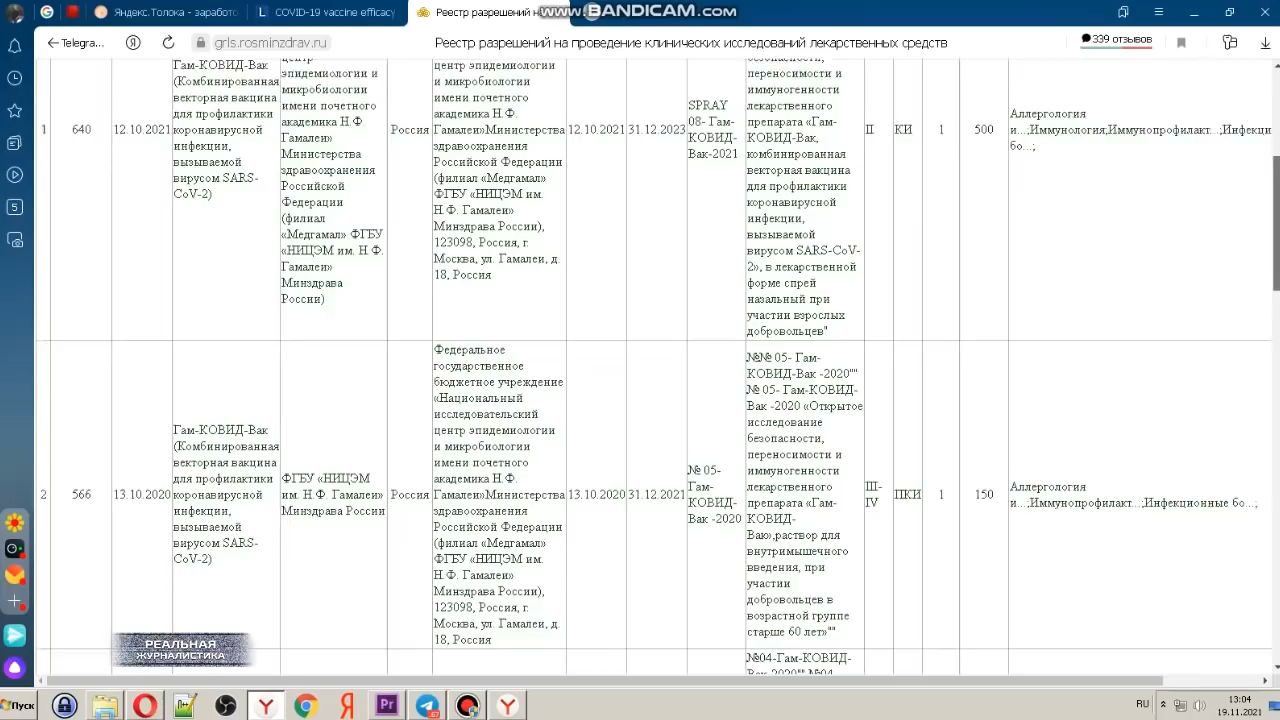 Яндекс.Толока - заработо
COVID-19 vaccine efficacy
Реестр разрешений н
www.BANDICAM.com
Telegra...
grls.rosminzdrav.ru
Реестр разрешений на проведение клинических исследований лекарственных средств
339 отзывов
1
640
12.10.2021
Гам-КОВИД-Вак
(Комбинированная
векторная вакцина
для профилактики
коронавирусной
инфекции,
вызываемой
вирусом SARS-
CoV-2)
центр
эпидемиологии и
микробиологии
имени почетного
академика Н.Ф.
Гамалеи»
Министерства
здравоохранения
Российской
Федерации
(филиал
«Медгамал» ФГБУ
«НИЦЭМ им. Н.Ф.
Гамалеи»
Минздрава
России)
Россия
центр эпидемиологии
и микробиологии
имени почетного
академика Н.Ф.
Гамалеи»Министерства
здравоохранения
Российской Федерации
(филиал «Медгамал»
ФГБУ «НИЦЭМ им.
Н.Ф. Гамалеи»
Минздрава России),
123098, Россия, г.
Москва, ул. Гамалеи, д.
18, Россия
12.10.2021
31.12.2023
SPRAY
08- Гам-
КОВИД-
Вак-2021
безопасности,
переносимости и
иммуногенности
лекарственного
препарата «Гам-
КОВИД-Вак,
комбинированная
векторная вакцина
для профилактики
коронавирусной
инфекции,
вызываемой
вирусом SARS-CoV-
2», в лекарственной
форме спрей
назальный при
участии взрослых
добровольцев"
II
КИ
1
500
Аллергология
и...;Иммунология;Иммунопрофилакт...;Инфекци
бо...;
2
566
13.10.2020
Гам-КОВИД-Вак
(Комбинированная
векторная вакцина
для профилактики
коронавирусной
инфекции,
вызываемой
вирусом SARS-
CoV-2)
ФГБУ «НИЦЭМ
им. Н.Ф. Гамалеи»
Минздрава России
Россия
Федеральное
государственное
бюджетное учреждение
«Национальный
исследовательский
центр эпидемиологии
и микробиологии
имени почетного
академика Н.Ф.
Гамалеи»Министерства
здравоохранения
Российской Федерации
(филиал «Медгамал»
ФГБУ «НИЦЭМ им.
Н.Ф. Гамалеи»
Минздрава России),
123098, Россия, г.
Москва, ул. Гамалеи, д.
18, Россия
13.10.2020
31.12.2021
№ 05-
Гам-
КОВИД-
Вак -2020
№№ 05- Гам-
КОВИД-Вак -2020""
№ 05- Гам-КОВИД-
Вак -2020 «Открытое
исследование
безопасности,
переносимости и
иммуногенности
лекарственного
препарата «Гам-
КОВИД-
Вак»,раствор для
внутримышечного
введения, при
участии
добровольцев в
возрастной группе
старше 60 лет»""
III-
IV
ПКИ
1
150
Аллергология
и...;Иммунопрофилакт...;Инфекционные бо...;
№04-Гам-КОВИД-
Вак-2020"" №04
РЕАЛЬНАЯ
ЖУРНАЛИСТИКА
Пуск
RU
13:04
19.11.2021